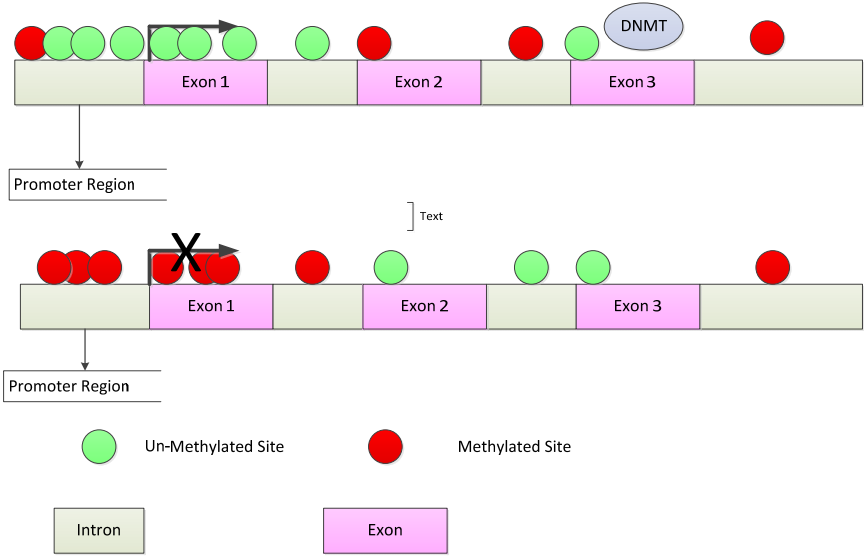 DNMT
Exon 1
Exon 2
Exon 3
Promoter Region
Text
X
Exon 1
Exon 2
Exon 3
Promoter Region
Un-Methylated Site
Methylated Site
Intron
Exon